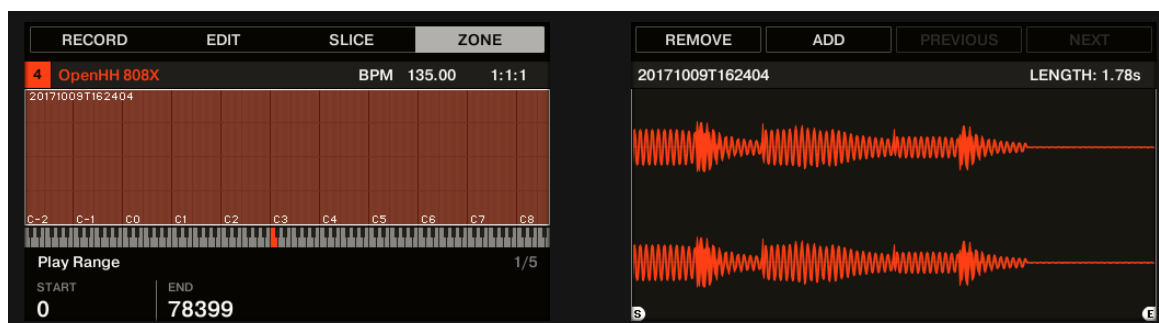 RECORD EDIT SLICE ZONE
4 OpenHH 808X BPM 135.00 1:1:1
20171009T162404
C-2 C-1 C0 C1 C2 C3 C4 C5 C6 C7 C8
Play Range 1/5
START END
0 78399
REMOVE ADD PREVIOUS NEXT
20171009T162404 LENGTH: 1.78s
S E